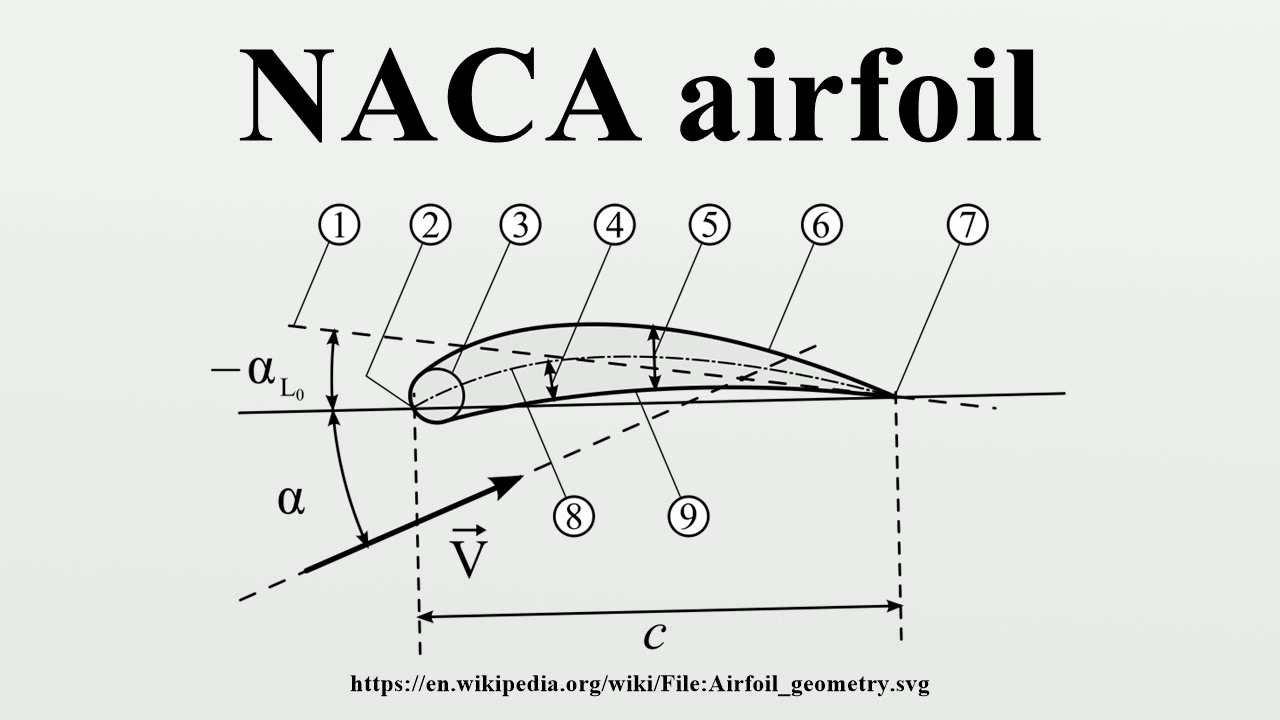 NACA airfoil
1 2 3 4 5 6 7
−α L₀
α
8 9
V
c
https://en.wikipedia.org/wiki/File:Airfoil_geometry.svg